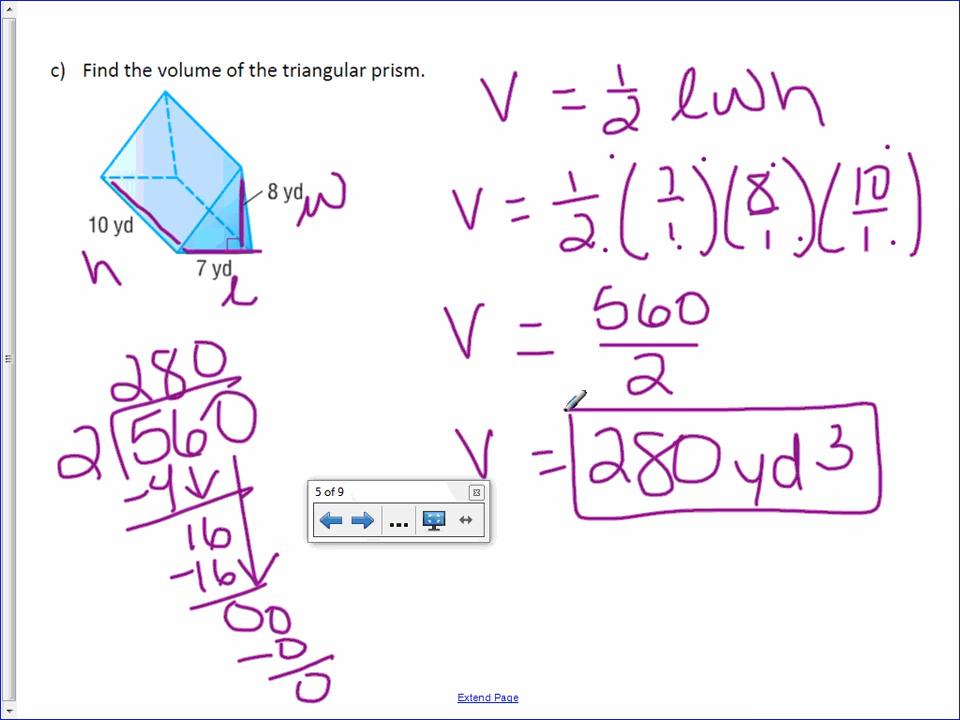 c) Find the volume of the triangular prism.
V = 1/2 lwh
8 yd w
10 yd
h
7 yd
l
V = 1/2 (7/1)(8/1)(10/1)
V = 560/2
V = 280 yd³
280
2)560
-4
16
-16
00
-0
0
5 of 9
...
Extend Page